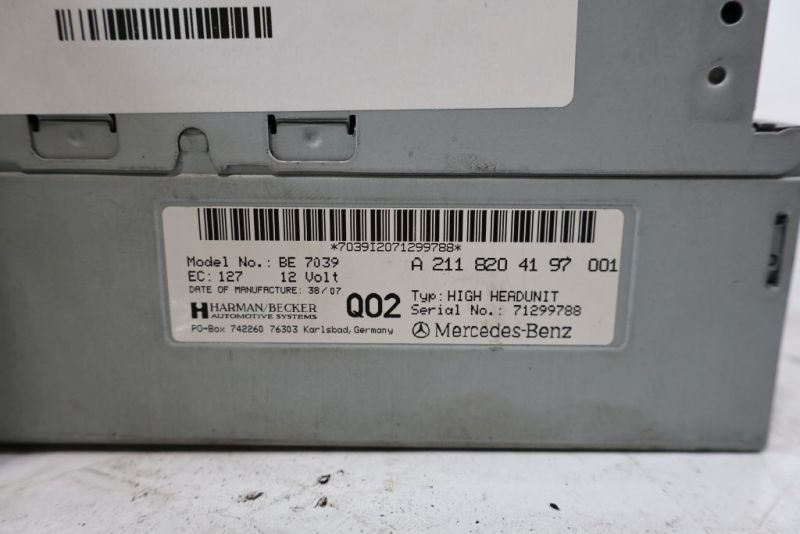 *7039I2071299788*
Model No.: BE 7039 A 211 820 41 97 001
EC: 127 12 Volt
DATE OF MANUFACTURE: 38/07 Q02 Typ: HIGH HEADUNIT
HARMAN/BECKER Serial No.: 71299788
AUTOMOTIVE SYSTEMS
PO-Box 742260 76303 Karlsbad, Germany Mercedes-Benz